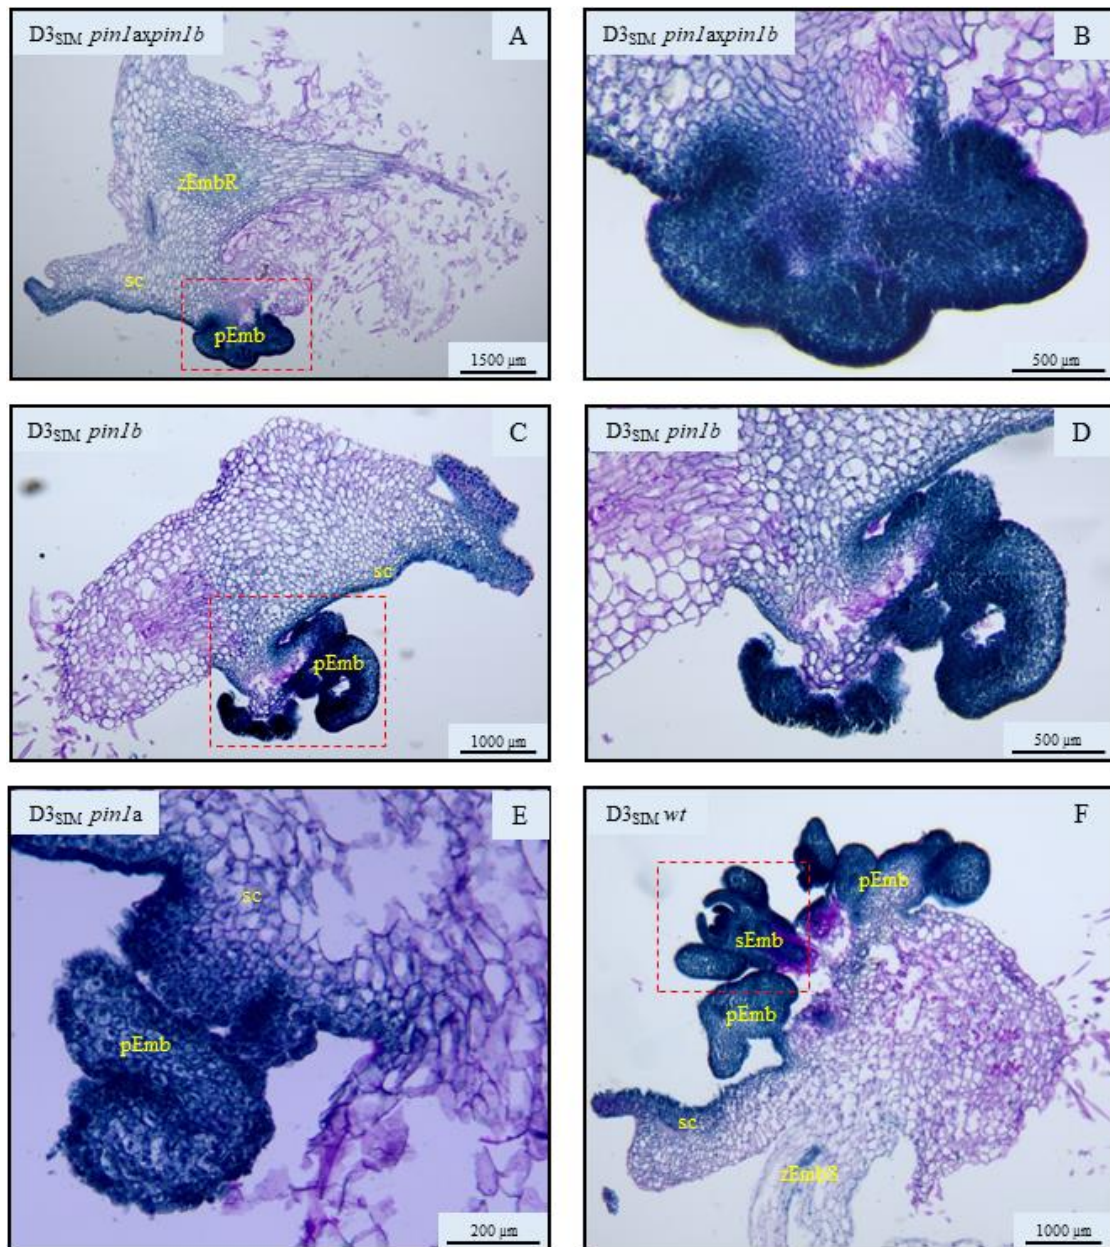 D3SIM pin1axpin1b A
zEmbR
sc
pEmb
1500 µm
D3SIM pin1axpin1b B
500 µm
D3SIM pin1b C
sc
pEmb
1000 µm
D3SIM pin1b D
500 µm
D3SIM pin1a E
sc
pEmb
200 µm
D3SIM wt F
pEmb
sEmb
pEmb
sc
zEmbS
1000 µm